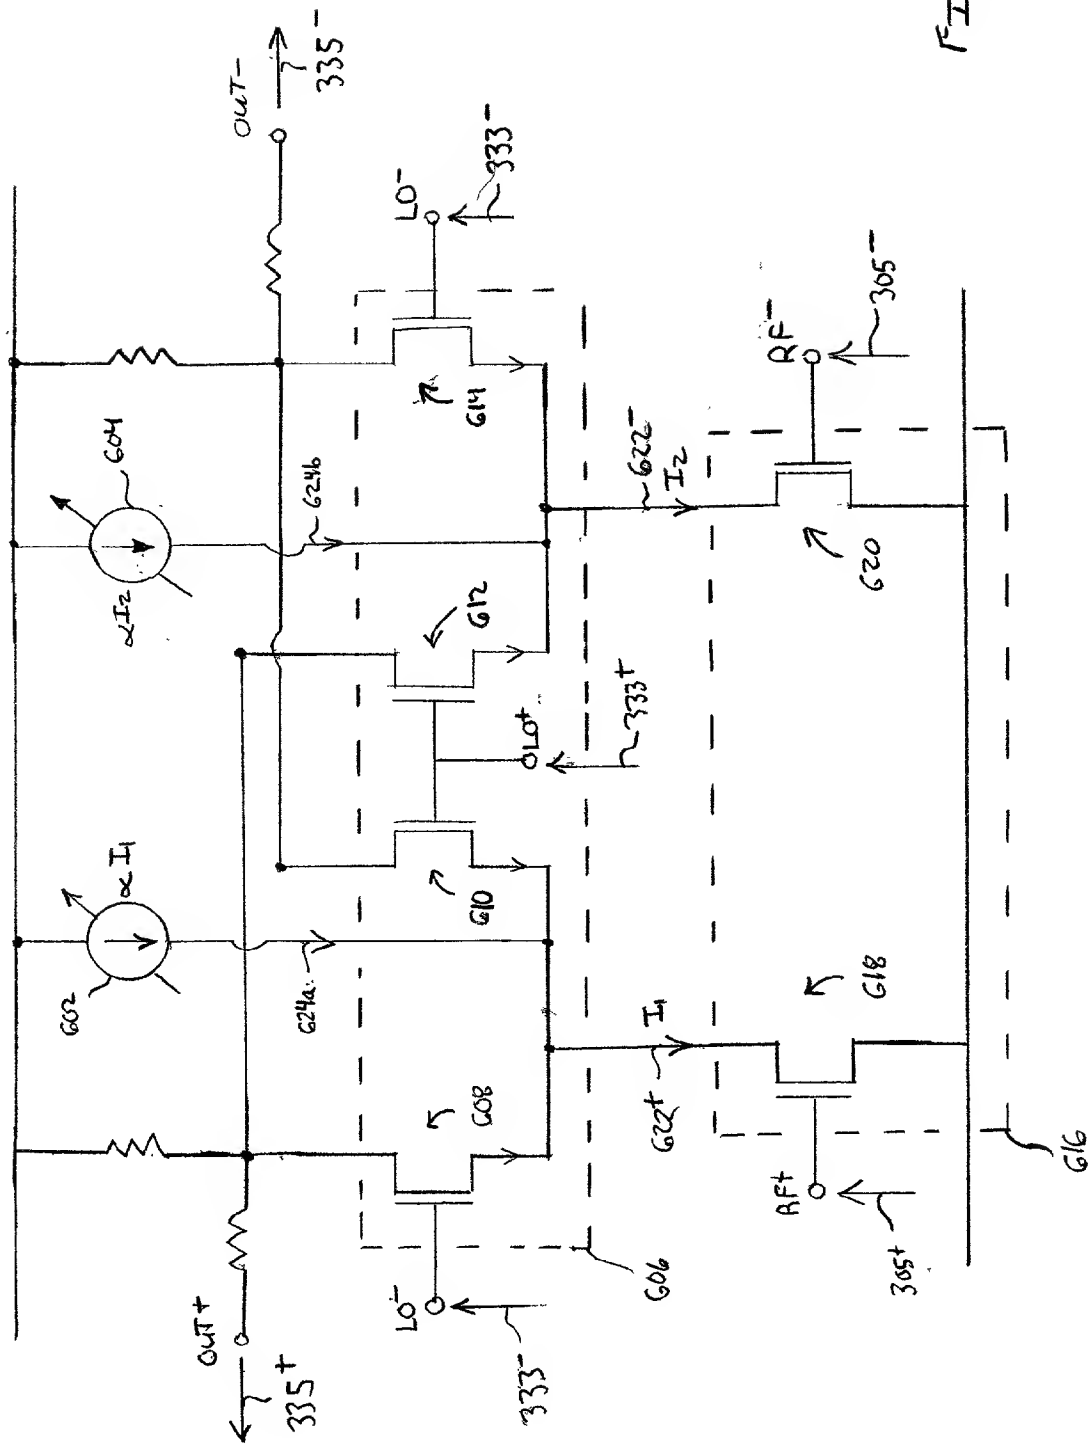 OUT-
335-
LO-
333-
604
αI2
624b
614
622-
I2
RF-
305-
620
612
LO+
333+
610
αI1
602
624a
608
I1
622+
618
616
RF+
305+
606
LO-
333-
OUT+
335+